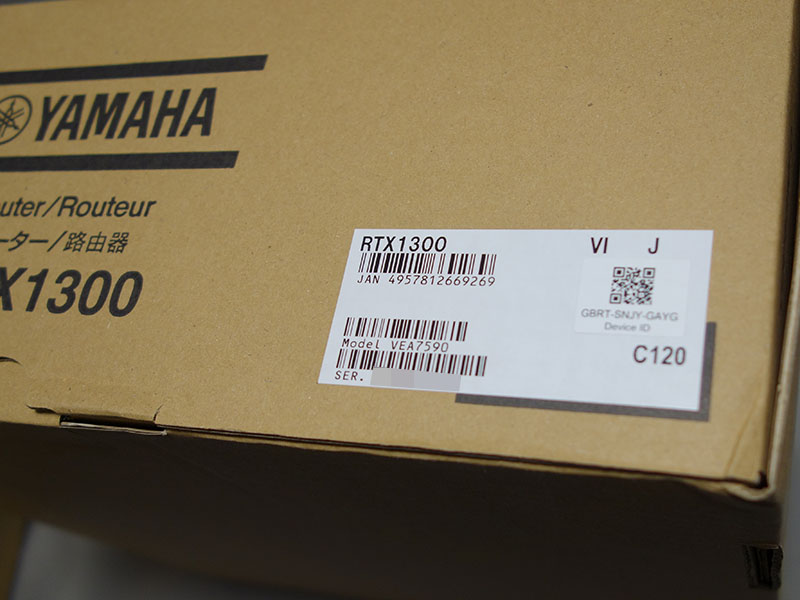 YAMAHA
uter/Routeur
ーター/路由器
X1300
RTX1300
VI J
JAN 4957812669269
GBRT-SNJY-GAYG
Device ID
Model VEA7590
C120
SER.